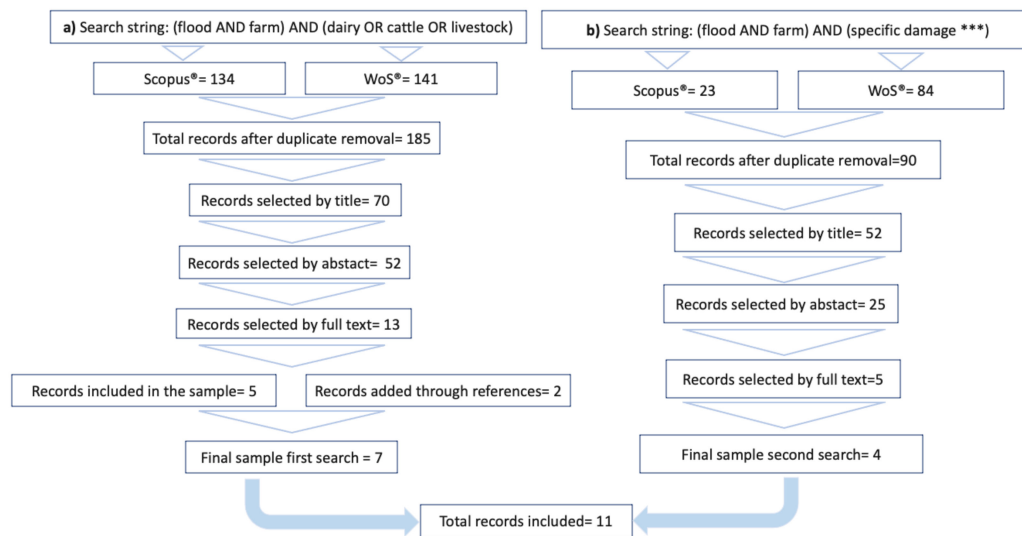 a) Search string: (flood AND farm) AND (dairy OR cattle OR livestock)
Scopus®= 134
WoS®= 141
Total records after duplicate removal= 185
Records selected by title= 70
Records selected by abstact=  52
Records selected by full text= 13
Records included in the sample= 5
Records added through references= 2
Final sample first search = 7
b) Search string: (flood AND farm) AND (specific damage ***)
Scopus®= 23
WoS®= 84
Total records after duplicate removal=90
Records selected by title= 52
Records selected by abstact= 25
Records selected by full text=5
Final sample second search= 4
Total records included= 11